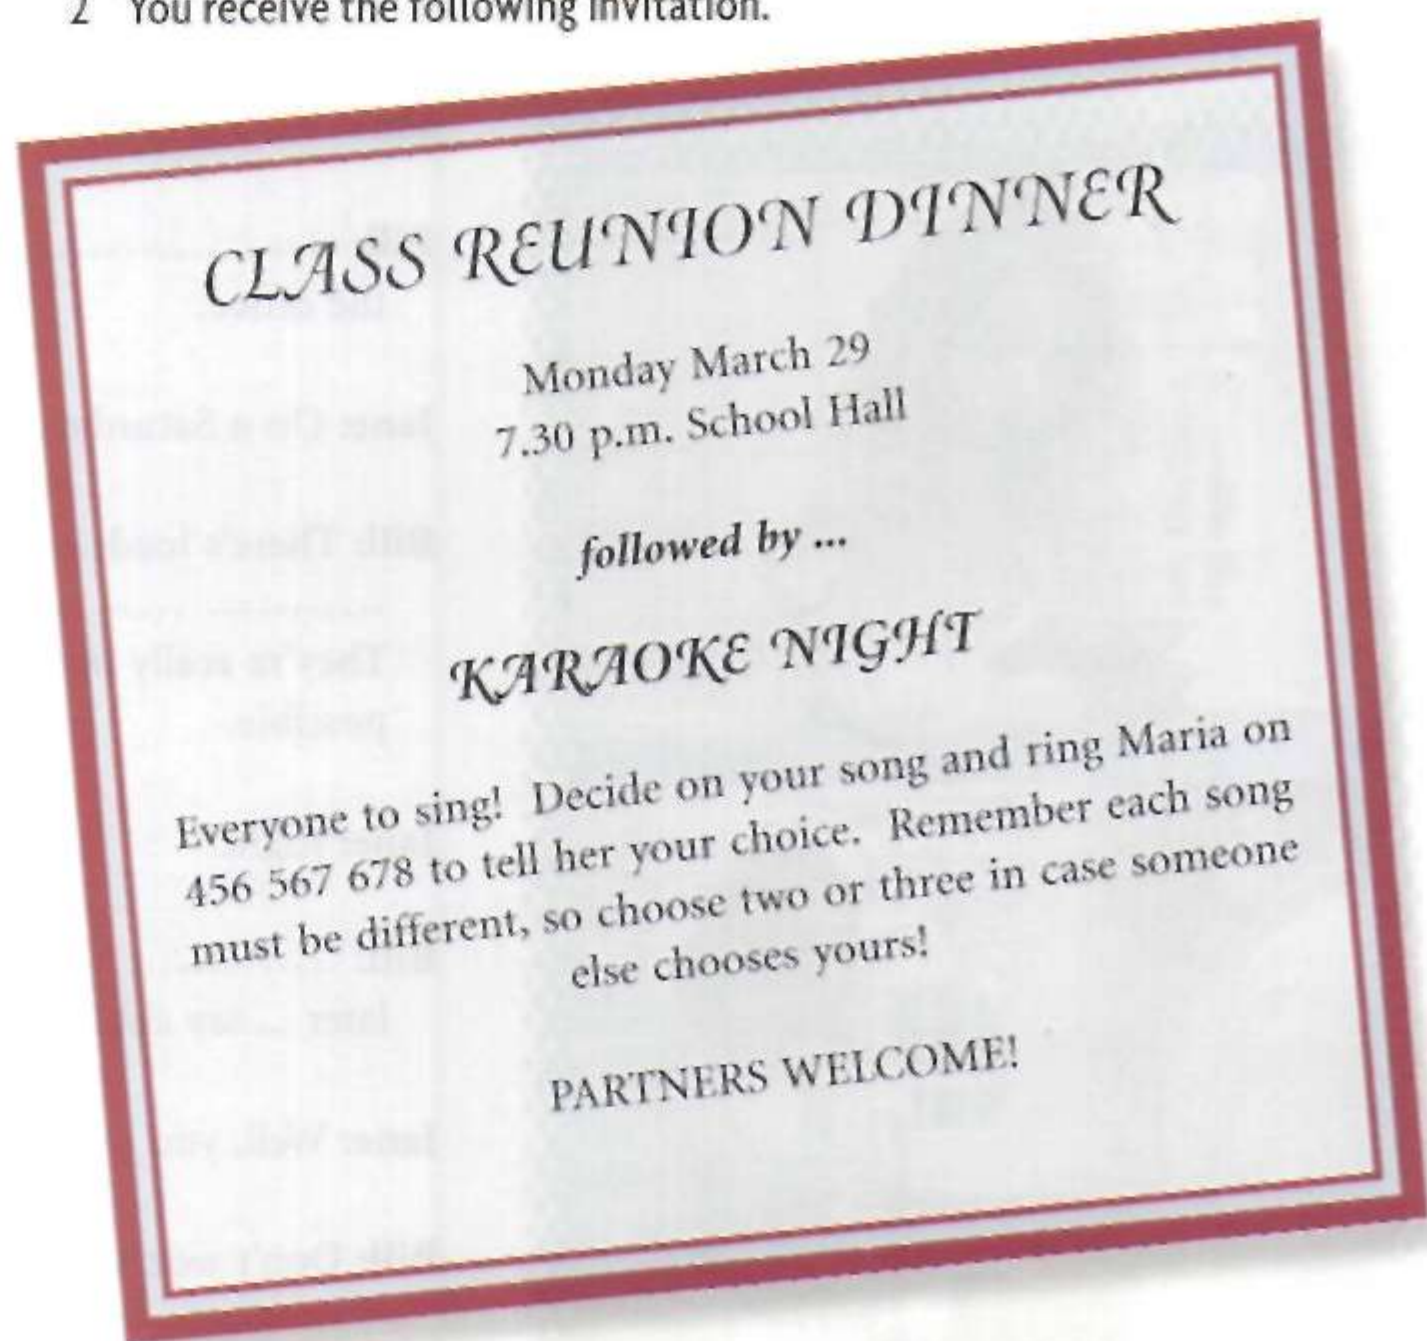 2 You receive the following invitation.
CLASS REUNION DINNER
Monday March 29
7.30 p.m. School Hall
followed by ...
KARAOKE NIGHT
Everyone to sing! Decide on your song and ring Maria on
456 567 678 to tell her your choice. Remember each song
must be different, so choose two or three in case someone
else chooses yours!
PARTNERS WELCOME!